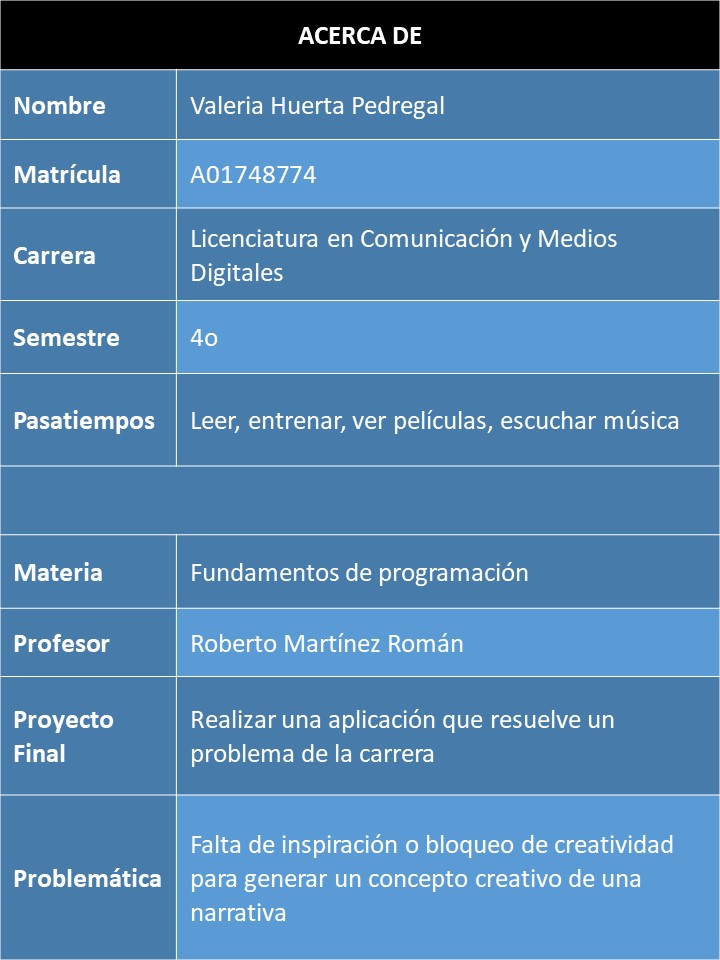 ACERCA DE
Nombre
Valeria Huerta Pedregal
Matrícula
A01748774
Carrera
Licenciatura en Comunicación y Medios
Digitales
Semestre
4o
Pasatiempos
Leer, entrenar, ver películas, escuchar música
Materia
Fundamentos de programación
Profesor
Roberto Martínez Román
Proyecto
Final
Realizar una aplicación que resuelve un
problema de la carrera
Problemática
Falta de inspiración o bloqueo de creatividad
para generar un concepto creativo de una
narrativa